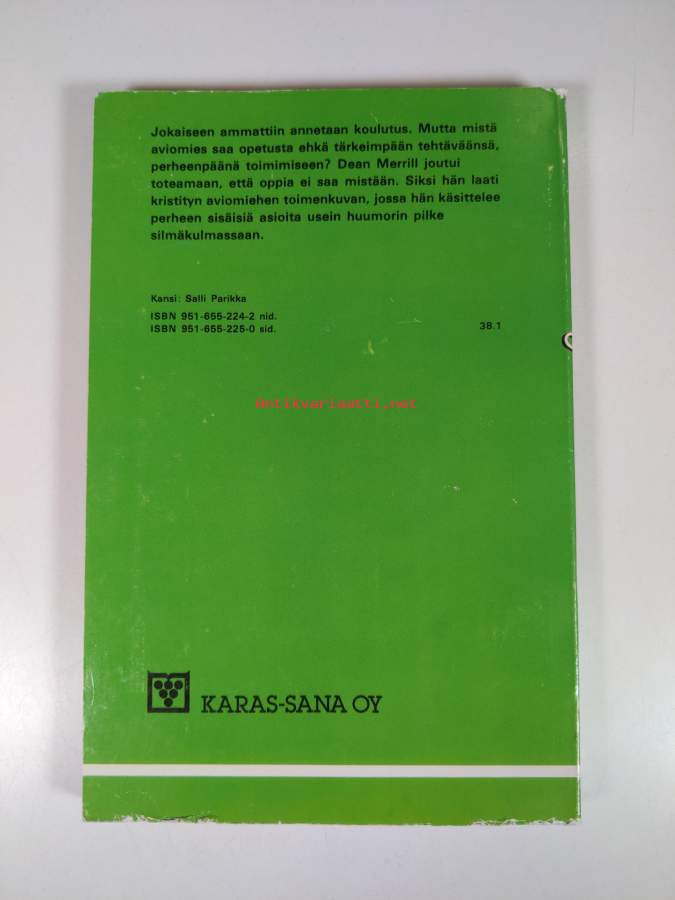 Jokaiseen ammattiin annetaan koulutus. Mutta mistä
aviomies saa opetusta ehkä tärkeimpään tehtäväänsä,
perheenpäänä toimimiseen? Dean Merrill joutui
toteamaan, että oppia ei saa mistään. Siksi hän laati
kristityn aviomiehen toimenkuvan, jossa hän käsittelee
perheen sisäisiä asioita usein huumorin pilke
silmäkulmassaan.
Kansi: Salli Parikka
ISBN 951-655-224-2 nid.
ISBN 951-655-225-0 sid.
38.1
Antikvariaatti.net
KARAS-SANA OY